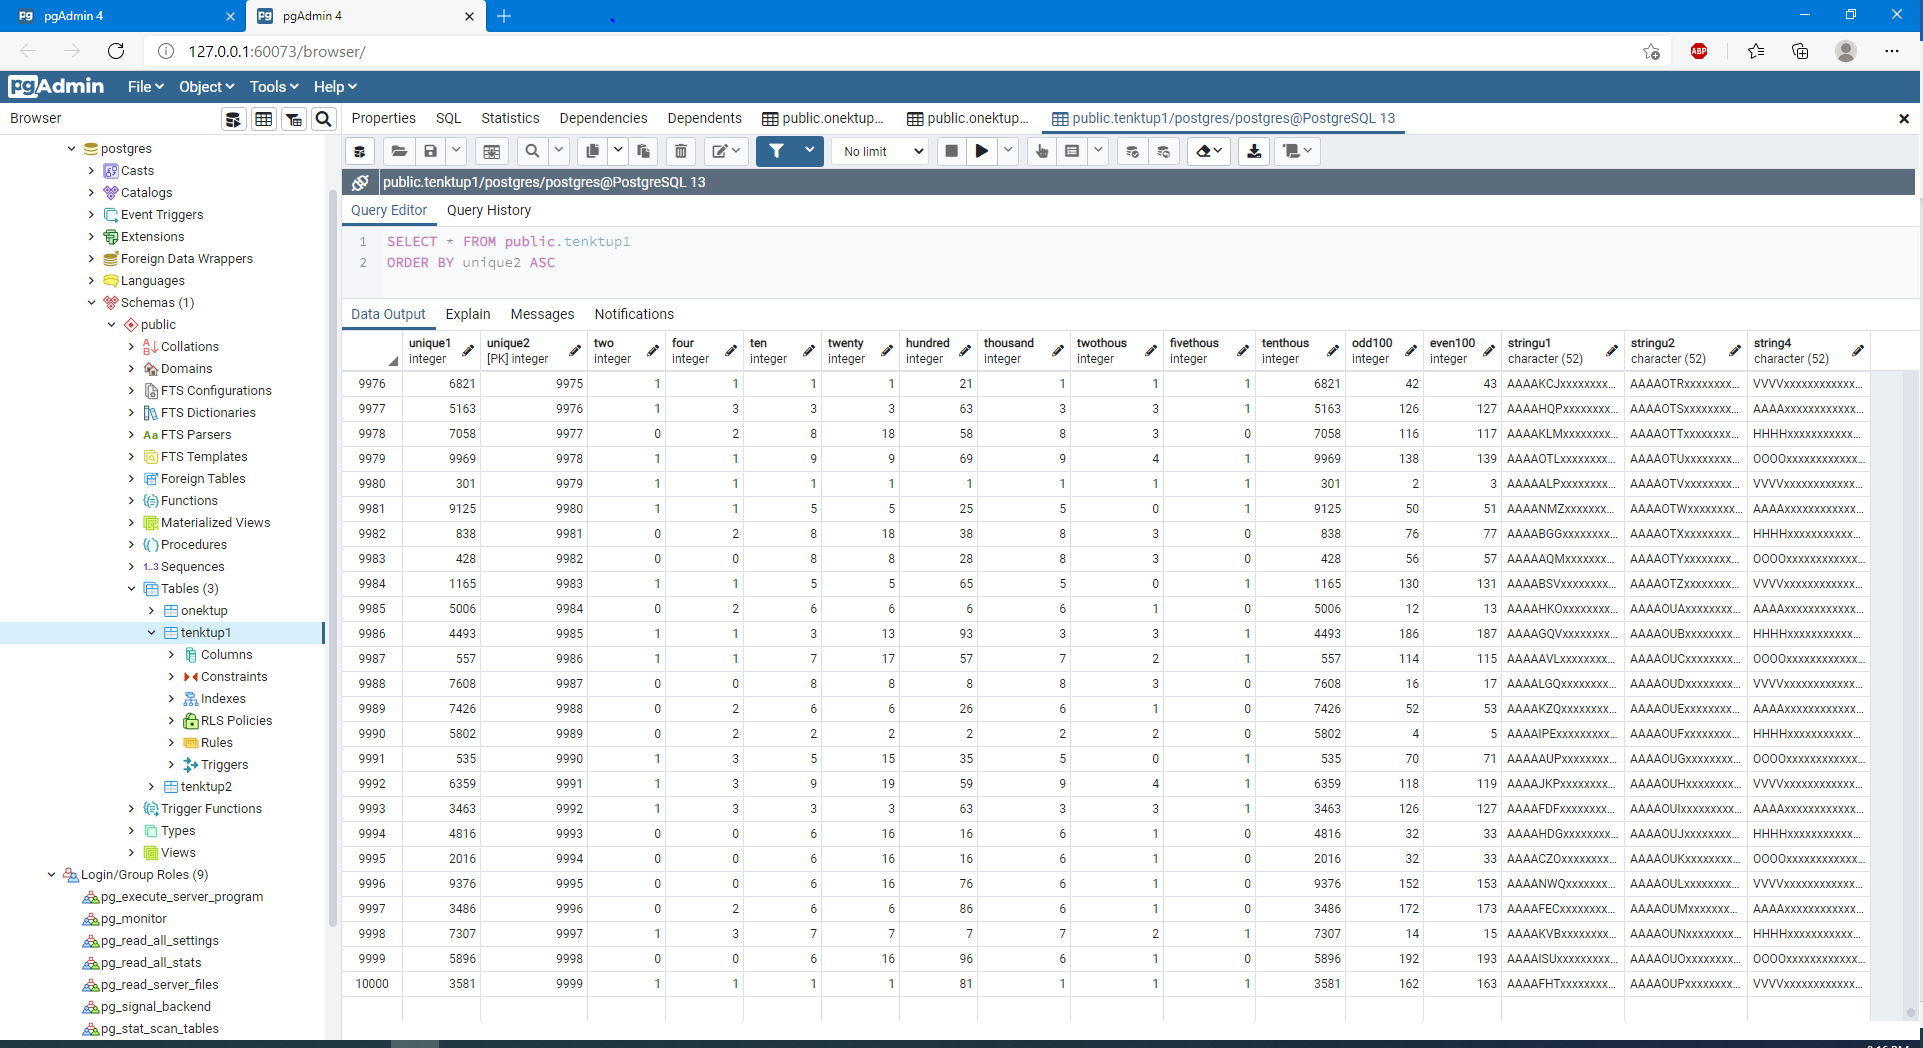 pgAdmin 4
pgAdmin 4
127.0.0.1:60073/browser/
ABP
pgAdmin File Object Tools Help
Browser
Properties SQL Statistics Dependencies Dependents public.onektup... public.onektup... public.tenktup1/postgres/postgres@PostgreSQL 13
No limit
public.tenktup1/postgres/postgres@PostgreSQL 13
Query Editor Query History
1 SELECT * FROM public.tenktup1
2 ORDER BY unique2 ASC
postgres
Casts
Catalogs
Event Triggers
Extensions
Foreign Data Wrappers
Languages
Schemas (1)
public
Collations
Domains
FTS Configurations
FTS Dictionaries
Aa FTS Parsers
FTS Templates
Foreign Tables
Functions
Materialized Views
Procedures
1..3 Sequences
Tables (3)
onektup
tenktup1
Columns
Constraints
Indexes
RLS Policies
Rules
Triggers
tenktup2
Trigger Functions
Types
Views
Login/Group Roles (9)
pg_execute_server_program
pg_monitor
pg_read_all_settings
pg_read_all_stats
pg_read_server_files
pg_signal_backend
pg_stat_scan_tables
Data Output Explain Messages Notifications
unique1 unique2 two four ten twenty hundred thousand twothous fivethous tenthous odd100 even100 stringu1 stringu2 string4
integer [PK] integer integer integer integer integer integer integer integer integer integer integer integer character (52) character (52) character (52)
9976 6821 9975 1 1 1 1 21 1 1 1 6821 42 43 AAAAKCJxxxxxxxx... AAAAOTRxxxxxxxx... VVVVxxxxxxxxxxxx...
9977 5163 9976 1 3 3 3 63 3 3 1 5163 126 127 AAAAHQPxxxxxxxx... AAAAOTSxxxxxxxx... AAAAxxxxxxxxxxxx...
9978 7058 9977 0 2 8 18 58 8 3 0 7058 116 117 AAAAKLMxxxxxxxx... AAAAOTTxxxxxxxx... HHHHxxxxxxxxxxx...
9979 9969 9978 1 1 9 9 69 9 4 1 9969 138 139 AAAAOTLxxxxxxxx... AAAAOTUxxxxxxxx... OOOOxxxxxxxxxxxx...
9980 301 9979 1 1 1 1 1 1 1 1 301 2 3 AAAAALPxxxxxxxx... AAAAOTVxxxxxxxx... VVVVxxxxxxxxxxxx...
9981 9125 9980 1 1 5 5 25 5 0 1 9125 50 51 AAAANMZxxxxxxx... AAAAOTWxxxxxxxx... AAAAxxxxxxxxxxxx...
9982 838 9981 0 2 8 18 38 8 3 0 838 76 77 AAAABGGxxxxxxxx... AAAAOTXxxxxxxxx... HHHHxxxxxxxxxxx...
9983 428 9982 0 0 8 8 28 8 3 0 428 56 57 AAAAAQMxxxxxxx... AAAAOTYxxxxxxxx... OOOOxxxxxxxxxxxx...
9984 1165 9983 1 1 5 5 65 5 0 1 1165 130 131 AAAABSVxxxxxxxx... AAAAOTZxxxxxxxx... VVVVxxxxxxxxxxxx...
9985 5006 9984 0 2 6 6 6 6 1 0 5006 12 13 AAAAHKOxxxxxxxx... AAAAOUAxxxxxxxx... AAAAxxxxxxxxxxxx...
9986 4493 9985 1 1 3 13 93 3 3 1 4493 186 187 AAAAGQVxxxxxxxx... AAAAOUBxxxxxxxx... HHHHxxxxxxxxxxx...
9987 557 9986 1 1 7 17 57 7 2 1 557 114 115 AAAAAVLxxxxxxxx... AAAAOUCxxxxxxxx... OOOOxxxxxxxxxxxx...
9988 7608 9987 0 0 8 8 8 8 3 0 7608 16 17 AAAALGQxxxxxxxx... AAAAOUDxxxxxxxx... VVVVxxxxxxxxxxxx...
9989 7426 9988 0 2 6 6 26 6 1 0 7426 52 53 AAAAKZQxxxxxxxx... AAAAOUExxxxxxxx... AAAAxxxxxxxxxxxx...
9990 5802 9989 0 2 2 2 2 2 2 0 5802 4 5 AAAAIPExxxxxxxx... AAAAOUFxxxxxxxx... HHHHxxxxxxxxxxx...
9991 535 9990 1 3 5 15 35 5 0 1 535 70 71 AAAAAUPxxxxxxxx... AAAAOUGxxxxxxxx... OOOOxxxxxxxxxxxx...
9992 6359 9991 1 3 9 19 59 9 4 1 6359 118 119 AAAAJKPxxxxxxxx... AAAAOUHxxxxxxxx... VVVVxxxxxxxxxxxx...
9993 3463 9992 1 3 3 3 63 3 3 1 3463 126 127 AAAAFDFxxxxxxxx... AAAAOUIxxxxxxxx... AAAAxxxxxxxxxxxx...
9994 4816 9993 0 0 6 16 16 6 1 0 4816 32 33 AAAAHDGxxxxxxxx... AAAAOUJxxxxxxxx... HHHHxxxxxxxxxxx...
9995 2016 9994 0 0 6 16 16 6 1 0 2016 32 33 AAAACZOxxxxxxxx... AAAAOUKxxxxxxxx... OOOOxxxxxxxxxxxx...
9996 9376 9995 0 0 6 16 76 6 1 0 9376 152 153 AAAANWQxxxxxxx... AAAAOULxxxxxxxx... VVVVxxxxxxxxxxxx...
9997 3486 9996 0 2 6 6 86 6 1 0 3486 172 173 AAAAFECxxxxxxxx... AAAAOUMxxxxxxx... AAAAxxxxxxxxxxxx...
9998 7307 9997 1 3 7 7 7 7 2 1 7307 14 15 AAAAKVBxxxxxxxx... AAAAOUNxxxxxxxx... HHHHxxxxxxxxxxx...
9999 5896 9998 0 0 6 16 96 6 1 0 5896 192 193 AAAAISUxxxxxxxxx... AAAAOUOxxxxxxxx... OOOOxxxxxxxxxxxx...
10000 3581 9999 1 1 1 1 81 1 1 1 3581 162 163 AAAAFHTxxxxxxxx... AAAAOUPxxxxxxxx... VVVVxxxxxxxxxxxx...